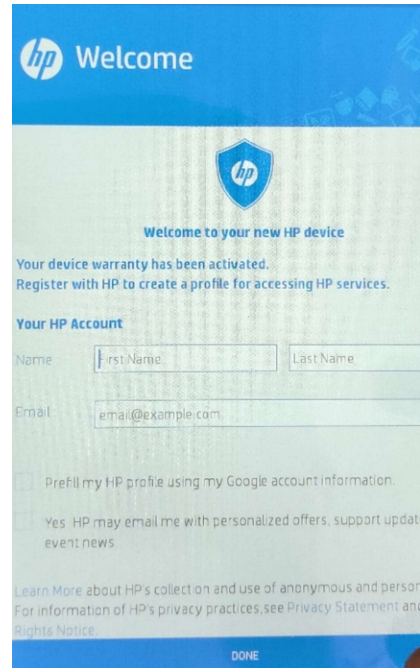 hp Welcome
hp
Welcome to your new HP device
Your device warranty has been activated.
Register with HP to create a profile for accessing HP services.
Your HP Account
Name First Name Last Name
Email email@example.com
Prefill my HP profile using my Google account information.
Yes HP may email me with personalized offers, support updat
event news
Learn More about HP's collection and use of anonymous and person
For information of HP's privacy practices,see Privacy Statement and
Rights Notice.
DONE